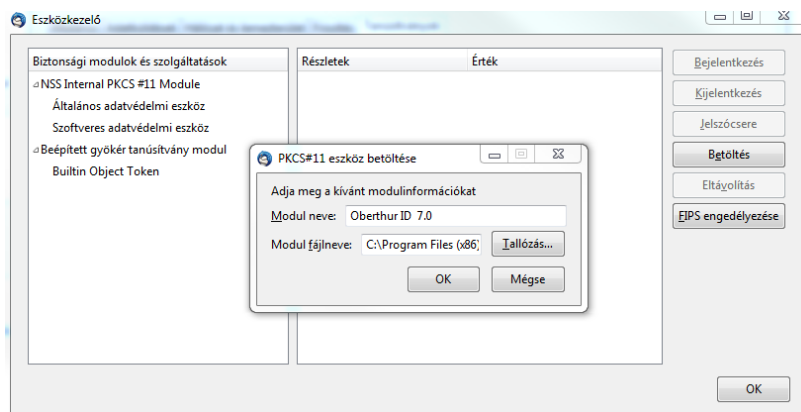 Eszközkezelő
Biztonsági modulok és szolgáltatások
Részletek
Érték
Bejelentkezés
NSS Internal PKCS #11 Module
Kijelentkezés
Általános adatvédelmi eszköz
Szoftveres adatvédelmi eszköz
Jelszócsere
Beépített gyökér tanúsítvány modul
Betöltés
Builtin Object Token
Eltávolítás
FIPS engedélyezése
PKCS#11 eszköz betöltése
Adja meg a kívánt modulinformációkat
Modul neve: Oberthur ID 7.0
Modul fájlneve: C:\Program Files (x86) Tallózás...
OK Mégse
OK